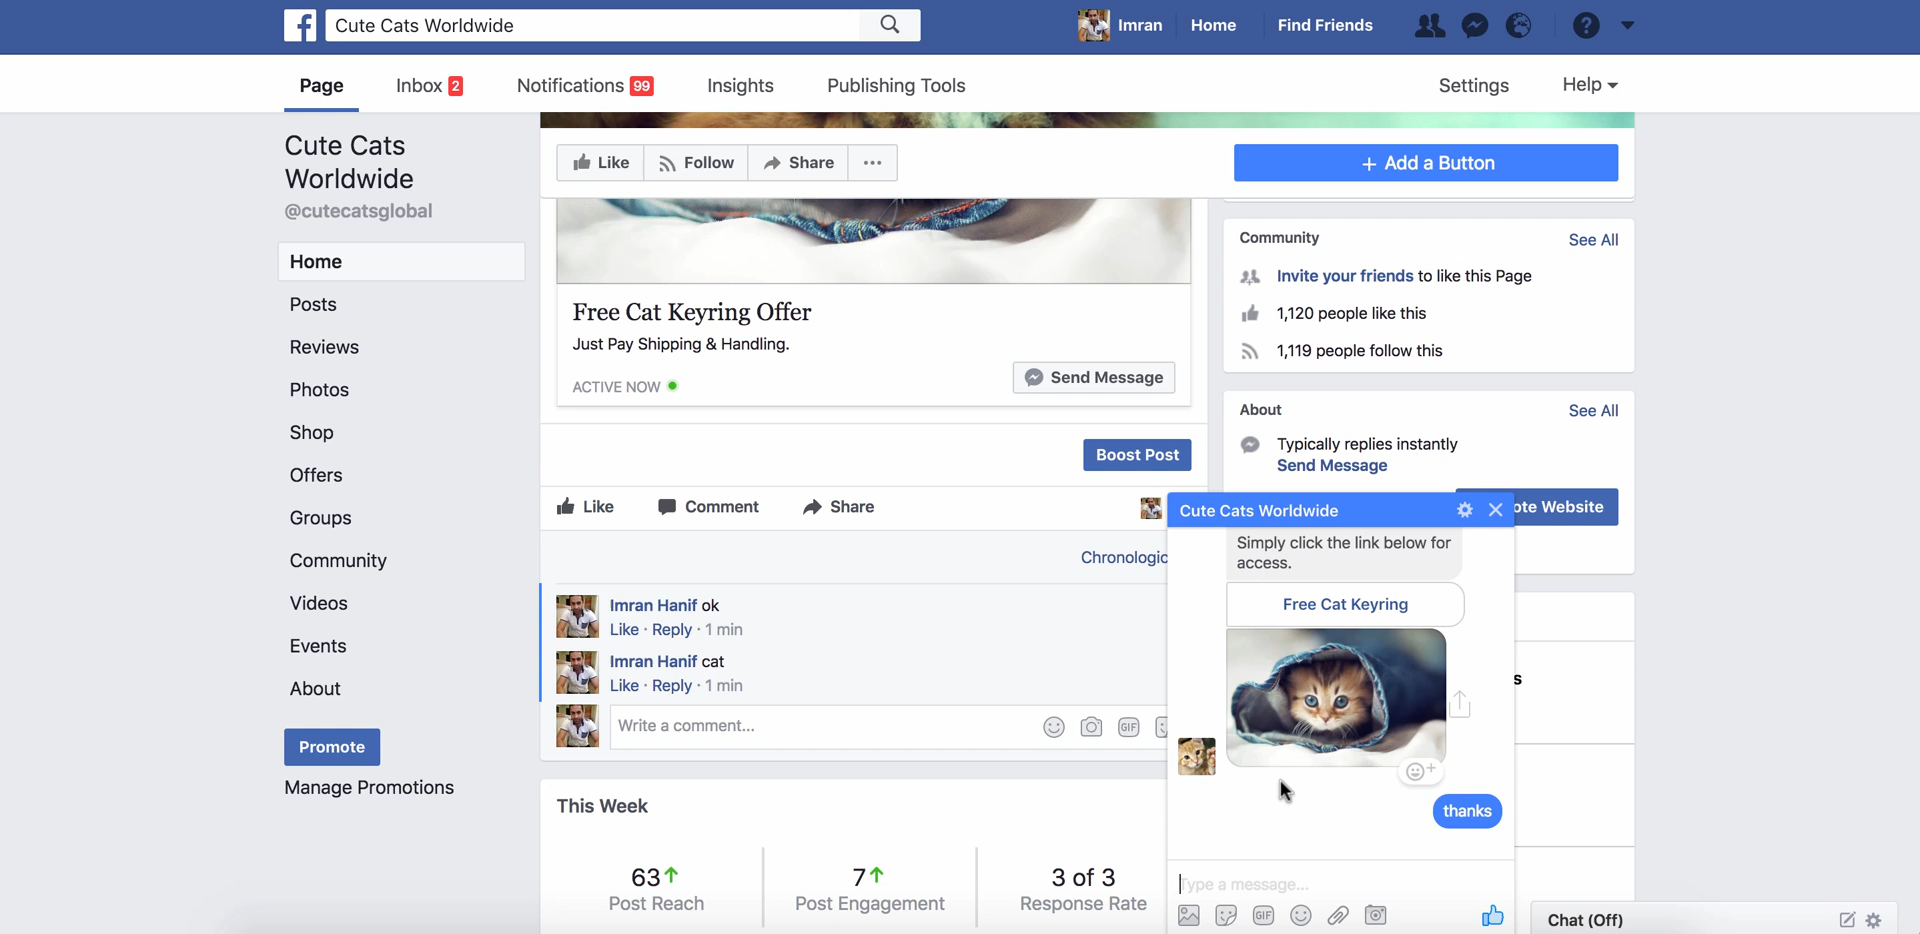 Cute Cats Worldwide
Imran Home Find Friends
Page Inbox 2 Notifications 99 Insights Publishing Tools Settings Help
Cute Cats
Worldwide
@cutecatsglobal
Home
Posts
Reviews
Photos
Shop
Offers
Groups
Community
Videos
Events
About
Promote
Manage Promotions
Like Follow Share
+ Add a Button
Free Cat Keyring Offer
Just Pay Shipping & Handling.
ACTIVE NOW
Send Message
Boost Post
Like Comment Share
Chronologic
Imran Hanif ok
Like · Reply · 1 min
Imran Hanif cat
Like · Reply · 1 min
Write a comment...
GIF
This Week
63 7 3 of 3
Post Reach Post Engagement Response Rate
Community See All
Invite your friends to like this Page
1,120 people like this
1,119 people follow this
About See All
Typically replies instantly
Send Message
ote Website
s
Cute Cats Worldwide
Simply click the link below for
access.
Free Cat Keyring
thanks
Type a message...
GIF
Chat (Off)